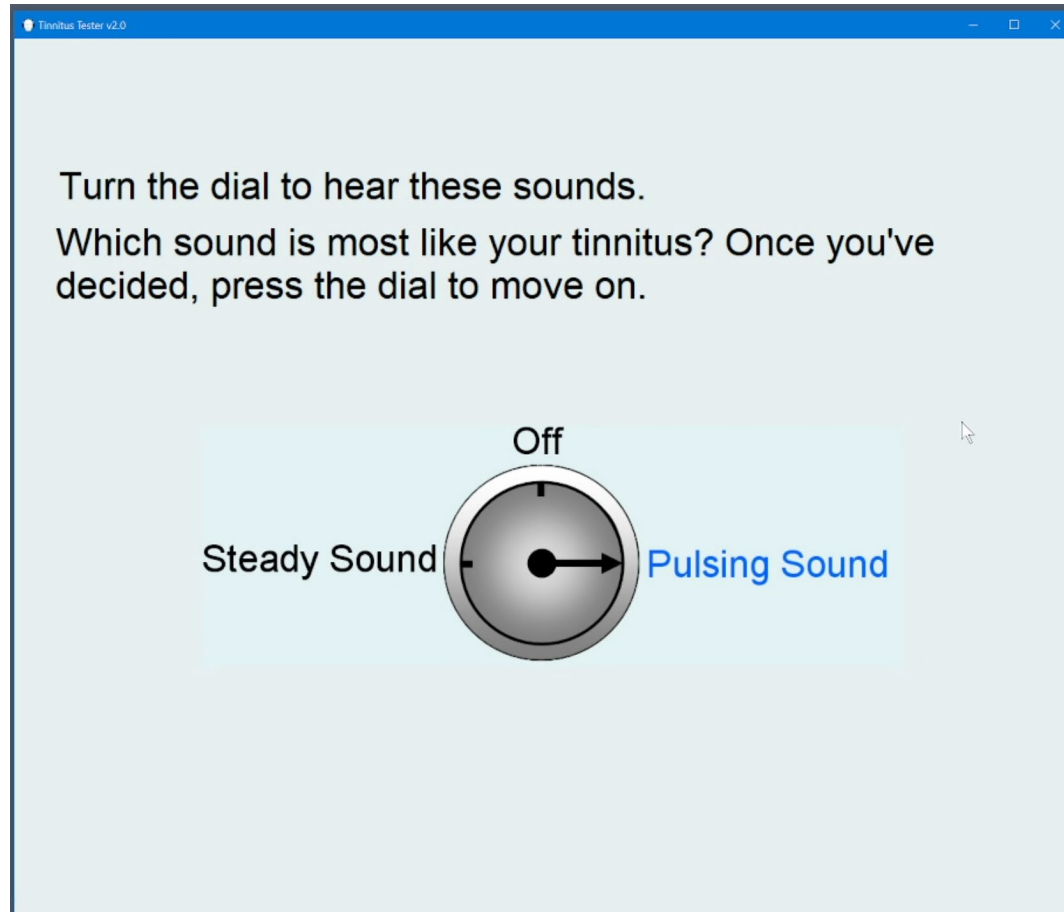 Tinnitus Tester v2.0
Turn the dial to hear these sounds.
Which sound is most like your tinnitus? Once you've
decided, press the dial to move on.
Off
Steady Sound
Pulsing Sound